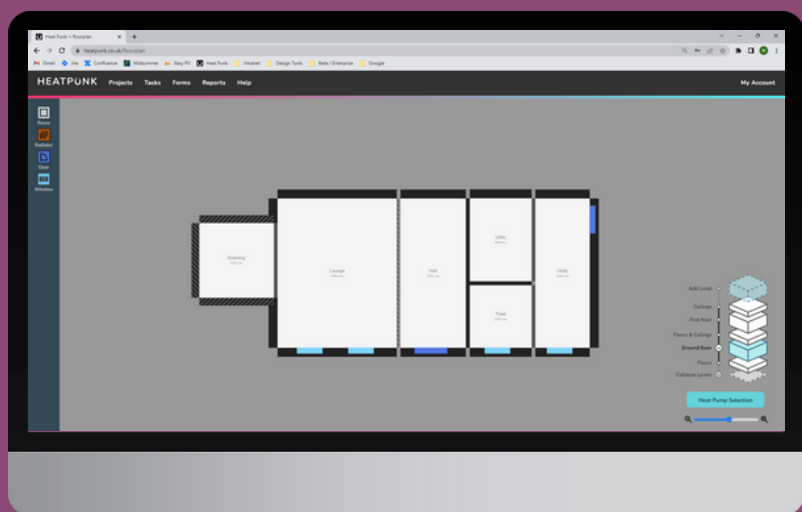 Heat Punk > floorplan
heatpunk.co.uk/floorplan
Gmail Jira Confluence Midsummer Easy PV Heat Punk Intranet Design Tools Beta / Enterprise Google
HEATPUNK Projects Tasks Forms Reports Help My Account
Room
Radiator
Door
Window
Dressing
Lounge
Hall
Utility
Toilet
Utility
Add Level
Ceilings
First floor
Floors & Ceilings
Ground floor
Floors
Collapse Levels
Heat Pump Selection